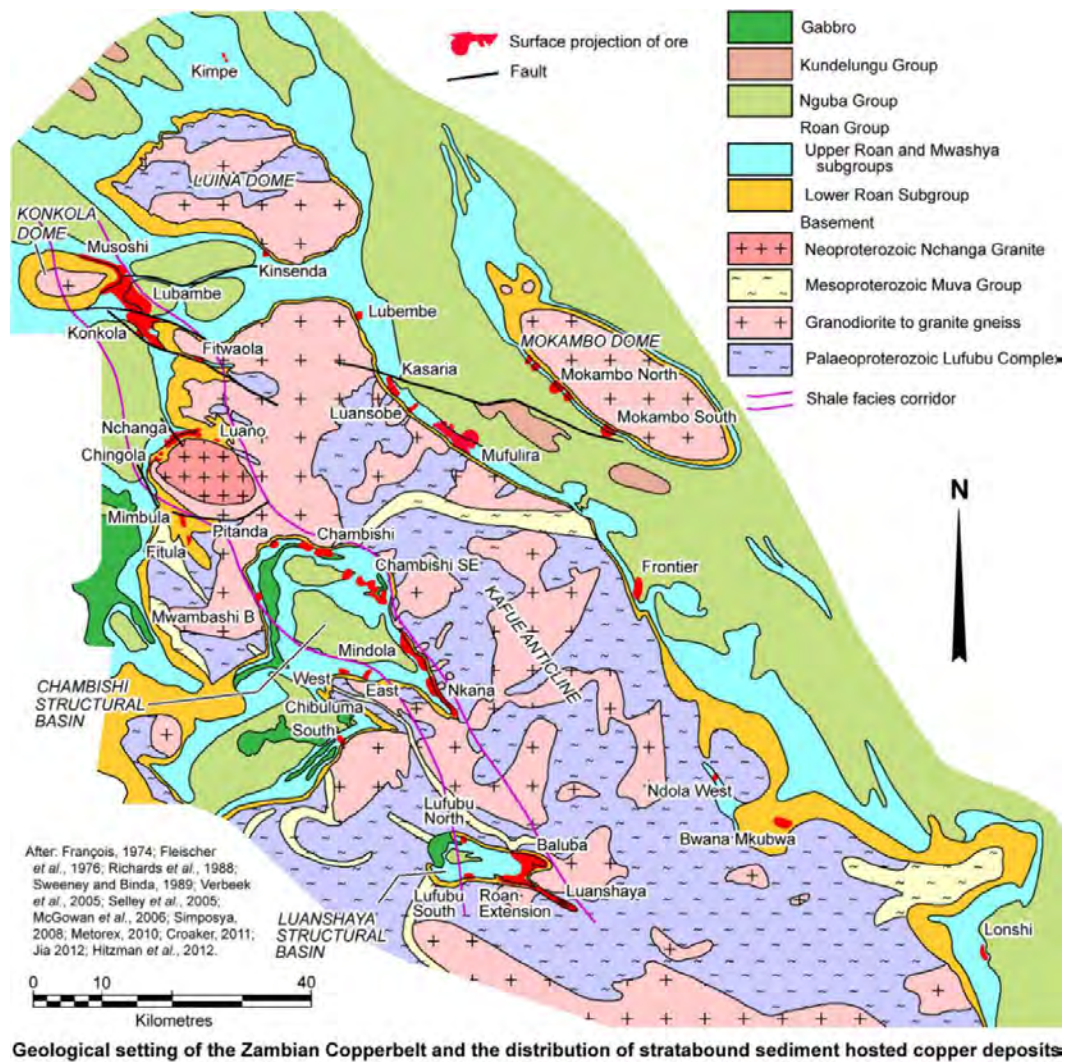 Surface projection of ore
Fault
Gabbro
Kundelungu Group
Nguba Group
Roan Group
Upper Roan and Mwashya
subgroups
Lower Roan Subgroup
Basement
Neoproterozoic Nchanga Granite
Mesoproterozoic Muva Group
Granodiorite to granite gneiss
Palaeoproterozoic Lufubu Complex
Shale facies corridor
Kimpe
LUINA DOME
KONKOLA
DOME
Musoshi
Kinsenda
Lubambe
Lubembe
Konkola
Fitwaola
MOKAMBO DOME
Kasaria
Mokambo North
Luansobe
Mokambo South
Nchanga
Luano
Mufulira
Chingola
N
Mimbula
Pitanda
Chambishi
Fitula
Chambishi SE
Frontier
Mwambashi B
KAFUE ANTICLINE
Mindola
CHAMBISHI
STRUCTURAL
BASIN
West
East
Nkana
Chibuluma
South
Ndola West
Lufubu
North
Bwana Mkubwa
Baluba
Luanshaya
Lufubu
South
Roan
Extension
LUANSHAYA
STRUCTURAL
BASIN
Lonshi
After: François, 1974; Fleischer
et al., 1976; Richards et al., 1988;
Sweeney and Binda, 1989; Verbeek
et al., 2005; Selley et al., 2005;
McGowan et al., 2006; Simposya,
2008; Metorex, 2010; Croaker, 2011;
Jia 2012; Hitzman et al., 2012.
0 10 20 40
Kilometres
Geological setting of the Zambian Copperbelt and the distribution of stratabound sediment hosted copper deposits